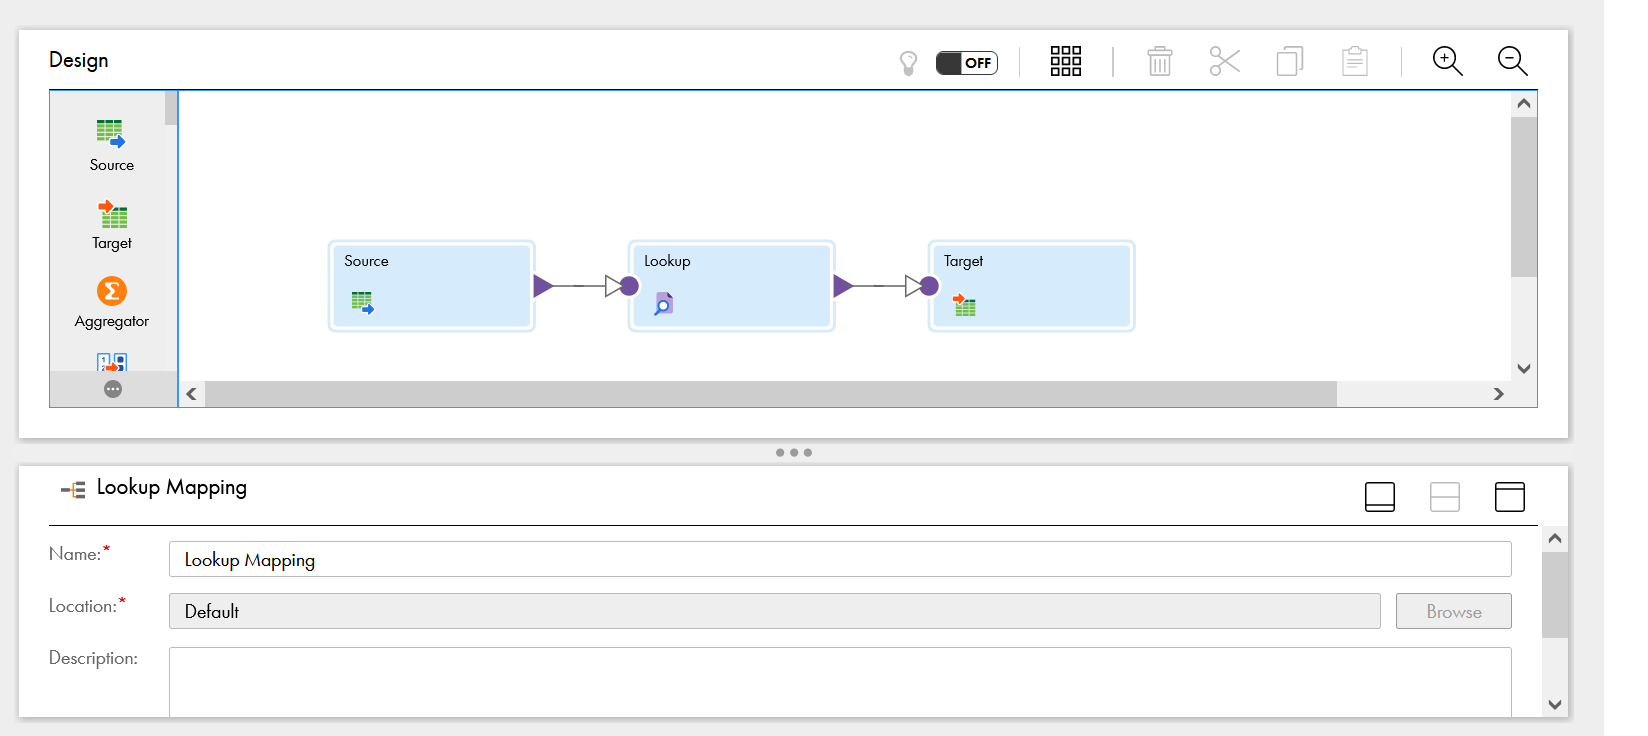 Design
OFF
Source
Target
Aggregator
Source
Lookup
Target
Lookup Mapping
Name:*
Lookup Mapping
Location:*
Default
Browse
Description: